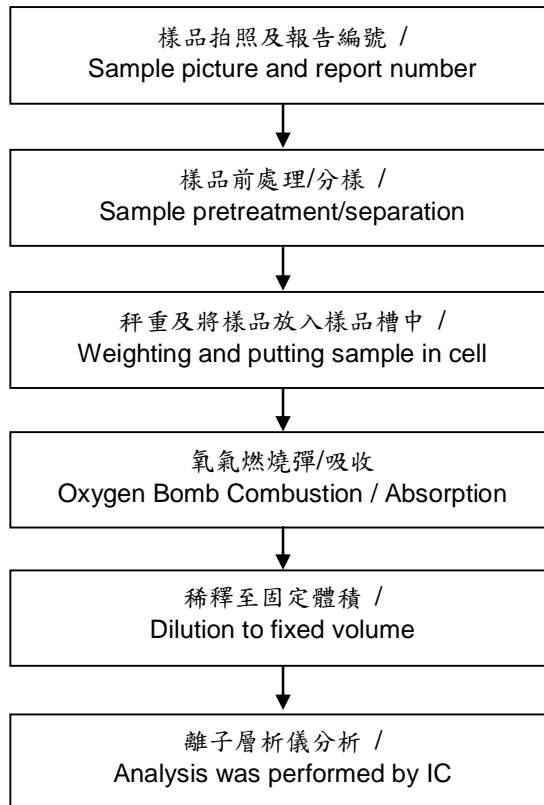 樣品拍照及報告編號 /
Sample picture and report number
樣品前處理/分樣 /
Sample pretreatment/separation
秤重及將樣品放入樣品槽中 /
Weighting and putting sample in cell
氧氣燃燒彈/吸收
Oxygen Bomb Combustion / Absorption
稀釋至固定體積 /
Dilution to fixed volume
離子層析儀分析 /
Analysis was performed by IC